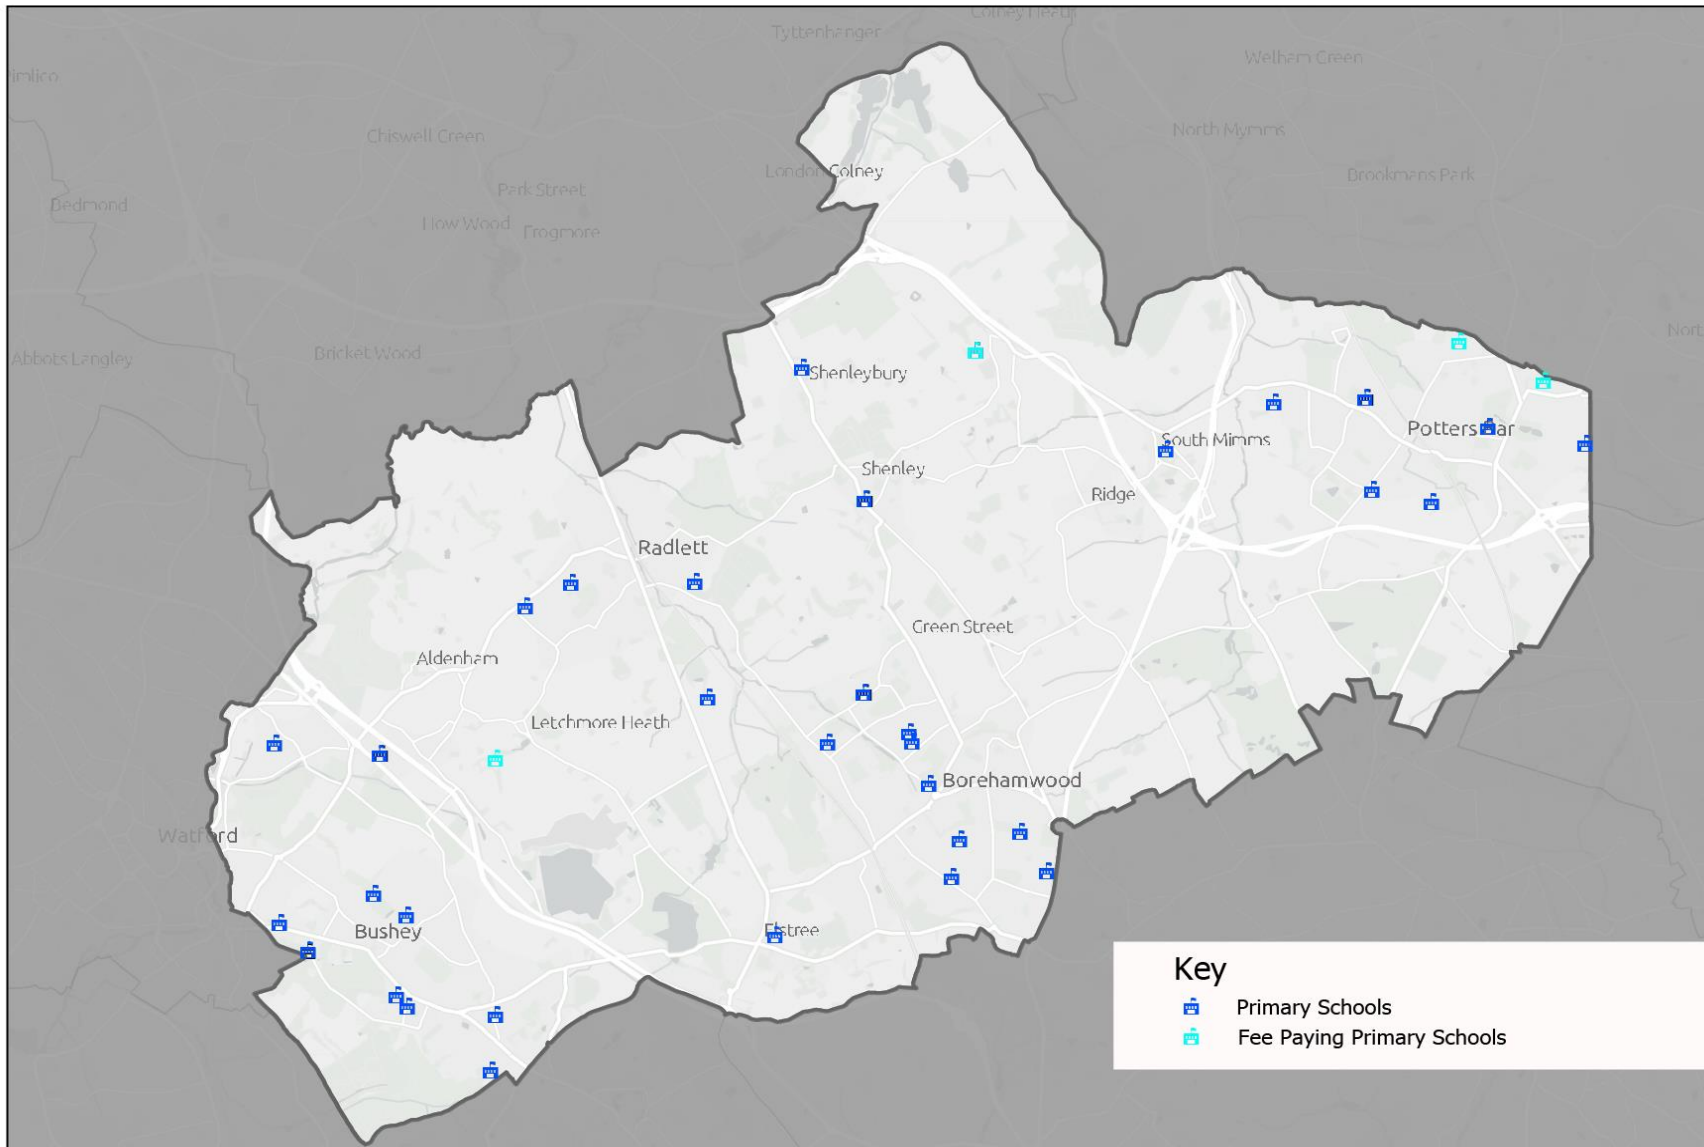 Colney Heath
Tyttenhanger
Welham Green
Chiswell Green
North Mymms
London Colney
Brookmans Park
Park Street
Bedmond
How Wood
Frogmore
Abbots Langley
Bricket Wood
Shenleybury
Potters Bar
South Mimms
Shenley
Ridge
Radlett
Green Street
Aldenham
Letchmore Heath
Borehamwood
Watford
Bushey
Elstree
Key
Primary Schools
Fee Paying Primary Schools